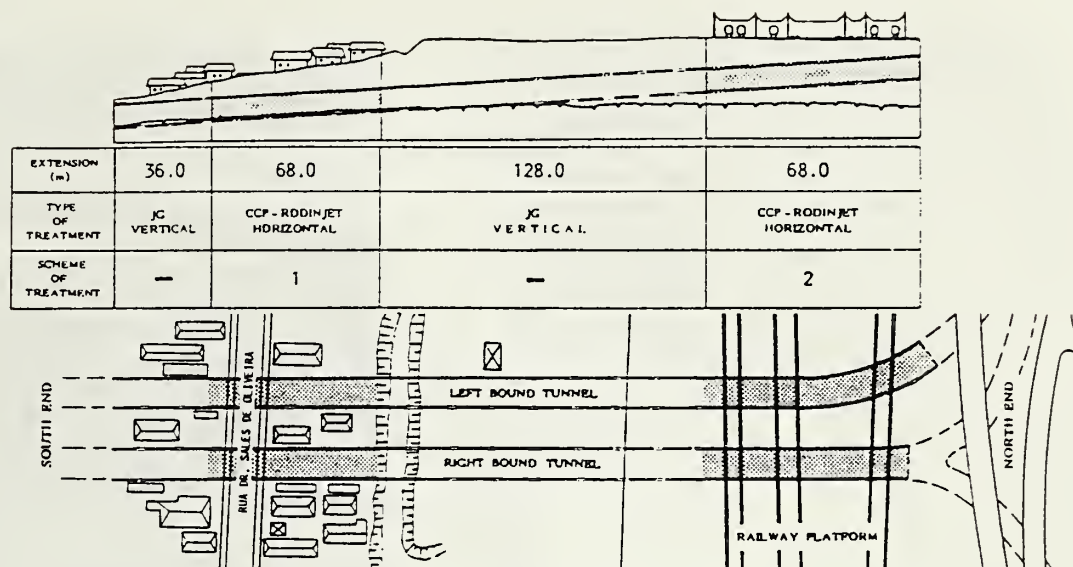 EXTENSION (m) 36.0 68.0 128.0 68.0
TYPE OF TREATMENT JG VERTICAL CCP-RODINJET HORIZONTAL JG VERTICAL CCP-RODINJET HORIZONTAL
SCHEME OF TREATMENT — 1 — 2
SOUTH END
RUA DR. SALES DE OLIVEIRA
LEFT BOUND TUNNEL
RIGHT BOUND TUNNEL
NORTH END
RAILWAY PLATFORM